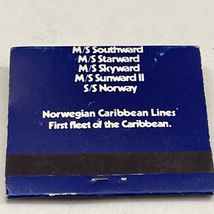 M/S Southward
M/S Starward
M/S Skyward
M/S Sunward II
S/S Norway
Norwegian Caribbean Lines
First fleet of the Caribbean.